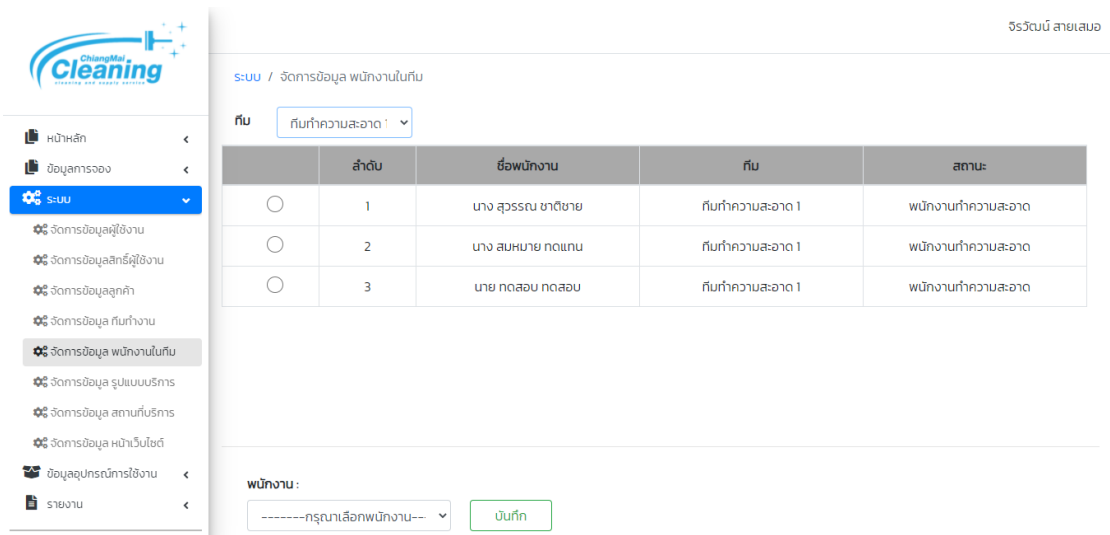 จิรวัฒน์ สายเสมอ
ChiangMai
Cleaning
cleaning and supply service
ระบบ / จัดการข้อมูล พนักงานในทีม
ทีม ทีมทำความสะอาด 1
หน้าหลัก
ข้อมูลการจอง
ระบบ
จัดการข้อมูลผู้ใช้งาน
จัดการข้อมูลสิทธิ์ผู้ใช้งาน
จัดการข้อมูลลูกค้า
จัดการข้อมูล ทีมทำงาน
จัดการข้อมูล พนักงานในทีม
จัดการข้อมูล รูปแบบบริการ
จัดการข้อมูล สถานที่บริการ
จัดการข้อมูล หน้าเว็บไซต์
ข้อมูลอุปกรณ์การใช้งาน
รายงาน
ลำดับ ชื่อพนักงาน ทีม สถานะ
1 นาง สุวรรณ ชาติชาย ทีมทำความสะอาด 1 พนักงานทำความสะอาด
2 นาง สมหมาย ทดแทน ทีมทำความสะอาด 1 พนักงานทำความสะอาด
3 นาย ทดสอบ ทดสอบ ทีมทำความสะอาด 1 พนักงานทำความสะอาด
พนักงาน :
-------กรุณาเลือกพนักงาน--- บันทึก